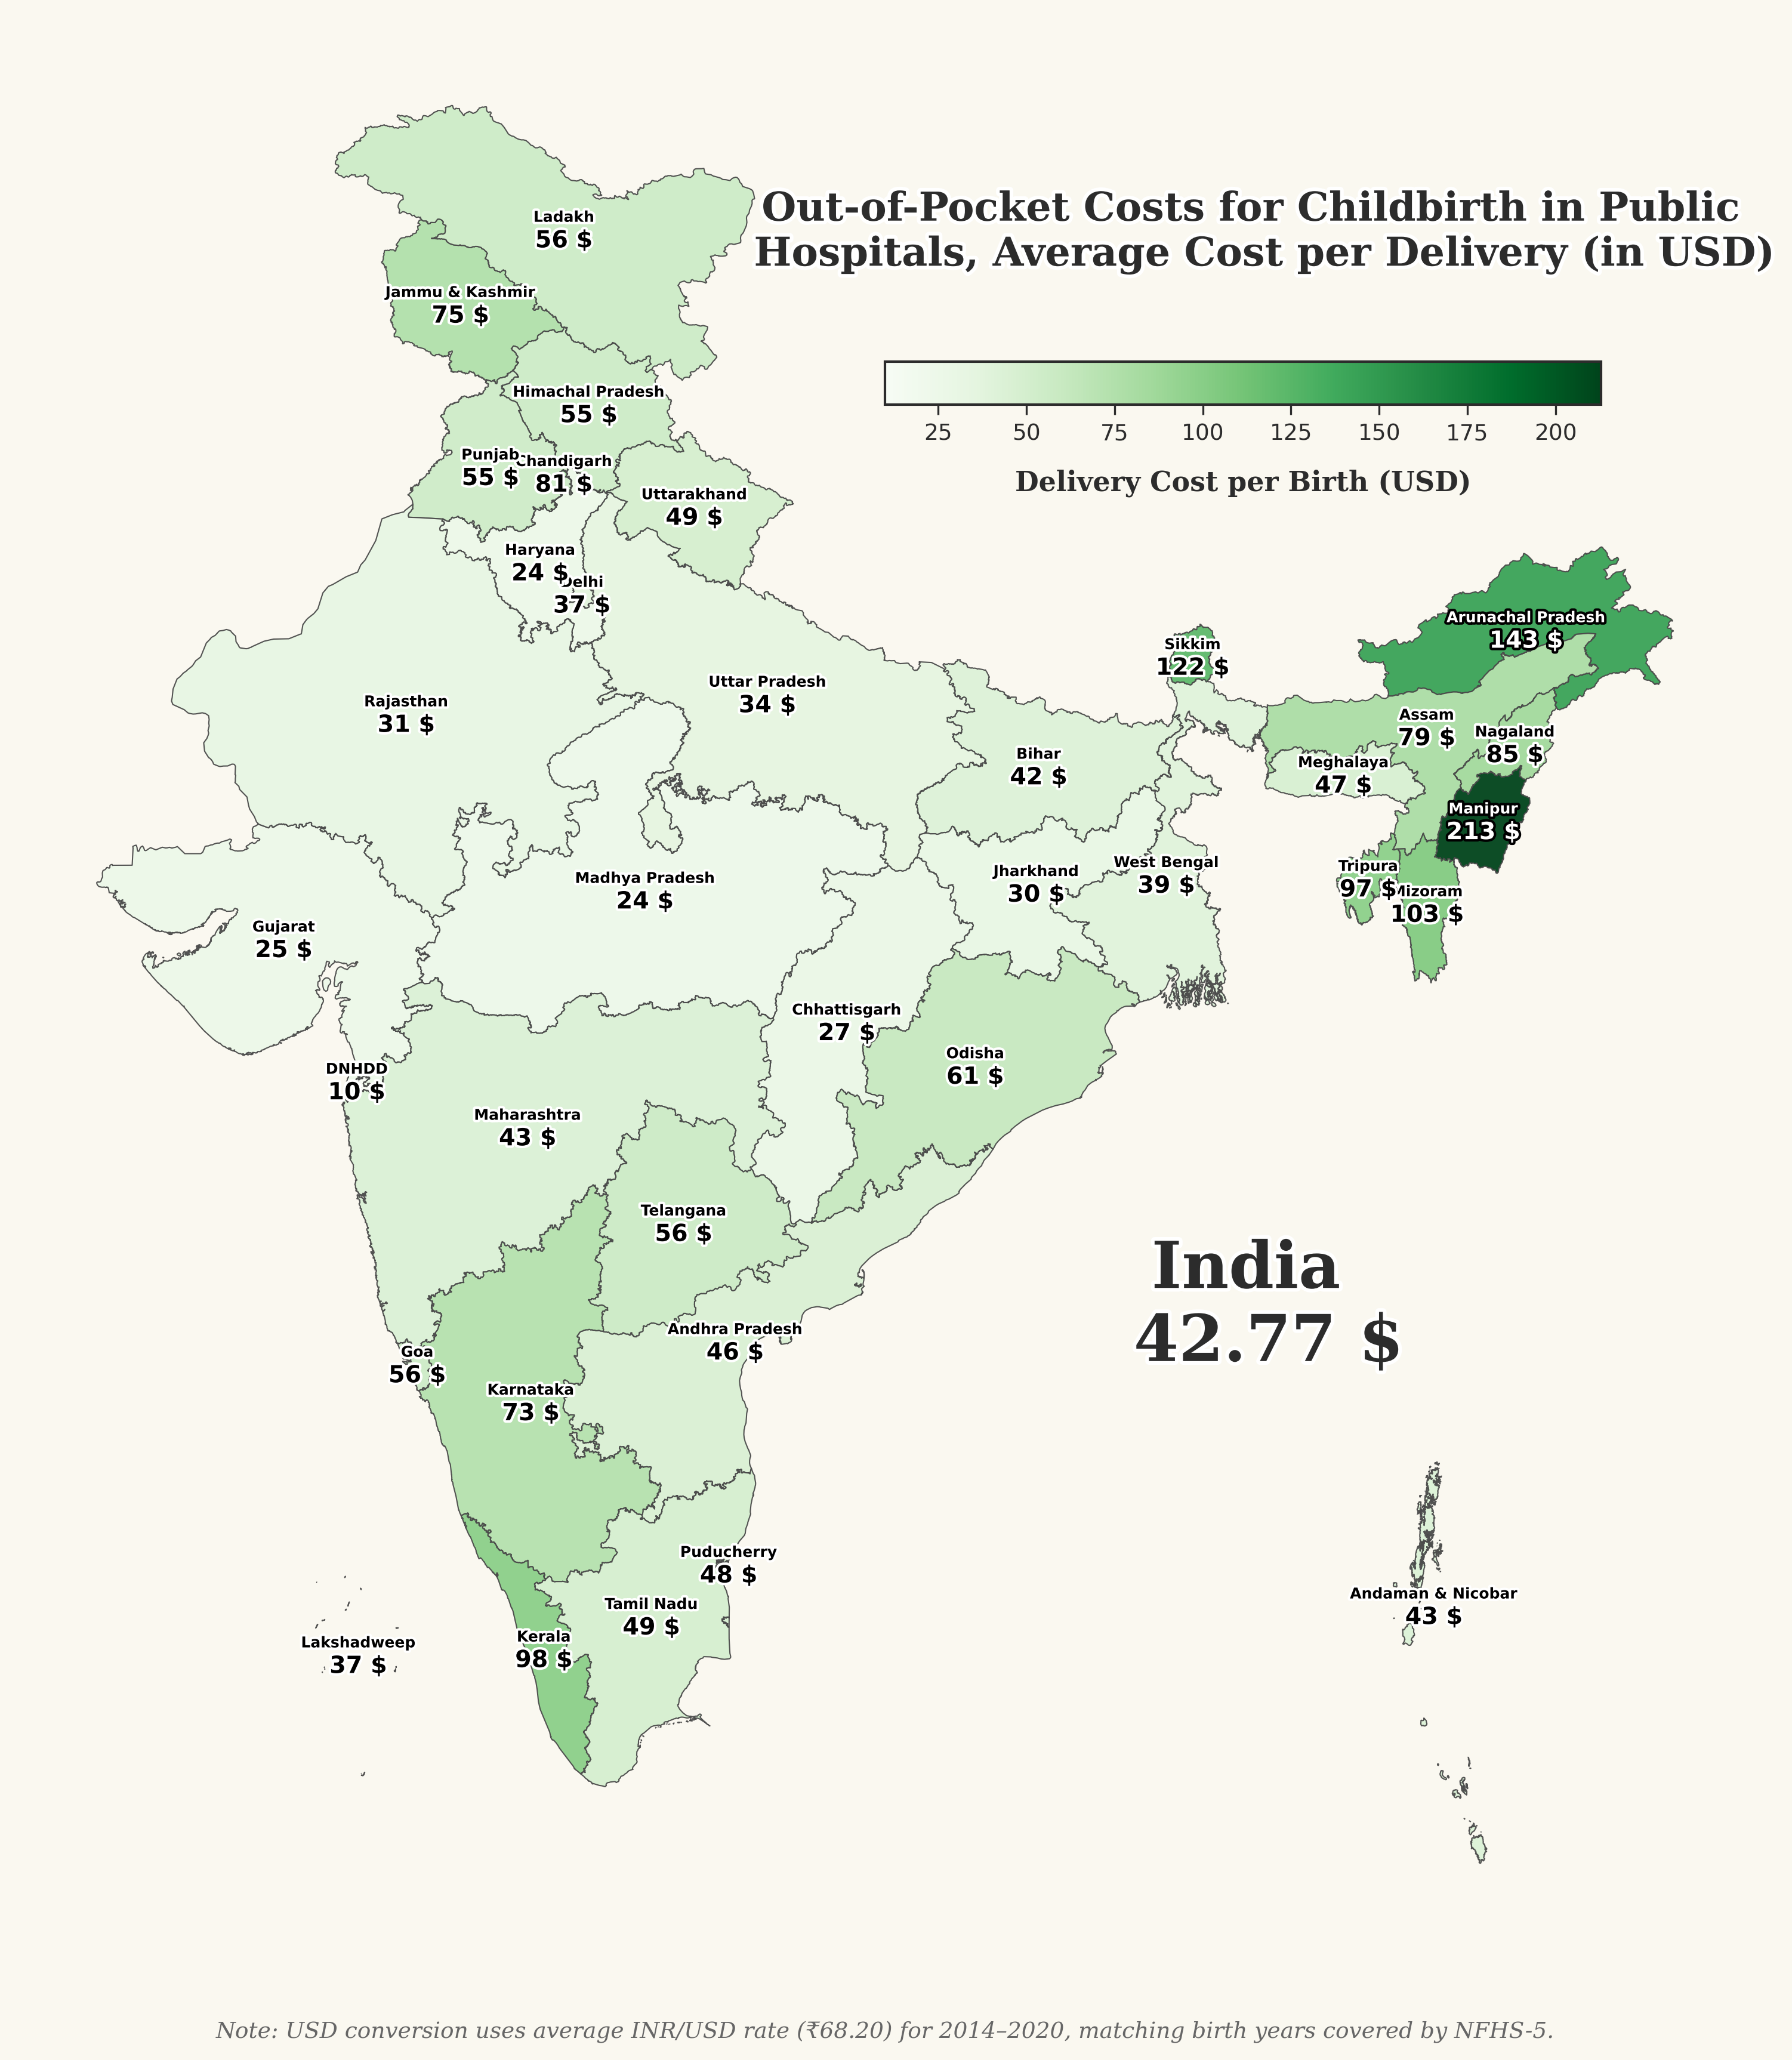 Out-of-Pocket Costs for Childbirth in Public
Hospitals, Average Cost per Delivery (in USD)
25 50 75 100 125 150 175 200
Delivery Cost per Birth (USD)
Ladakh
56 $
Jammu & Kashmir
75 $
Himachal Pradesh
55 $
Punjab
55 $
Chandigarh
81 $
Uttarakhand
49 $
Haryana
24 $
Delhi
37 $
Rajasthan
31 $
Uttar Pradesh
34 $
Bihar
42 $
Sikkim
122 $
Arunachal Pradesh
143 $
Assam
79 $
Nagaland
85 $
Meghalaya
47 $
Manipur
213 $
Tripura
97 $
Mizoram
103 $
West Bengal
39 $
Jharkhand
30 $
Madhya Pradesh
24 $
Gujarat
25 $
Chhattisgarh
27 $
Odisha
61 $
DNHDD
10 $
Maharashtra
43 $
Telangana
56 $
India
42.77 $
Andhra Pradesh
46 $
Goa
56 $
Karnataka
73 $
Puducherry
48 $
Tamil Nadu
49 $
Kerala
98 $
Lakshadweep
37 $
Andaman & Nicobar
43 $
Note: USD conversion uses average INR/USD rate (₹68.20) for 2014–2020, matching birth years covered by NFHS-5.